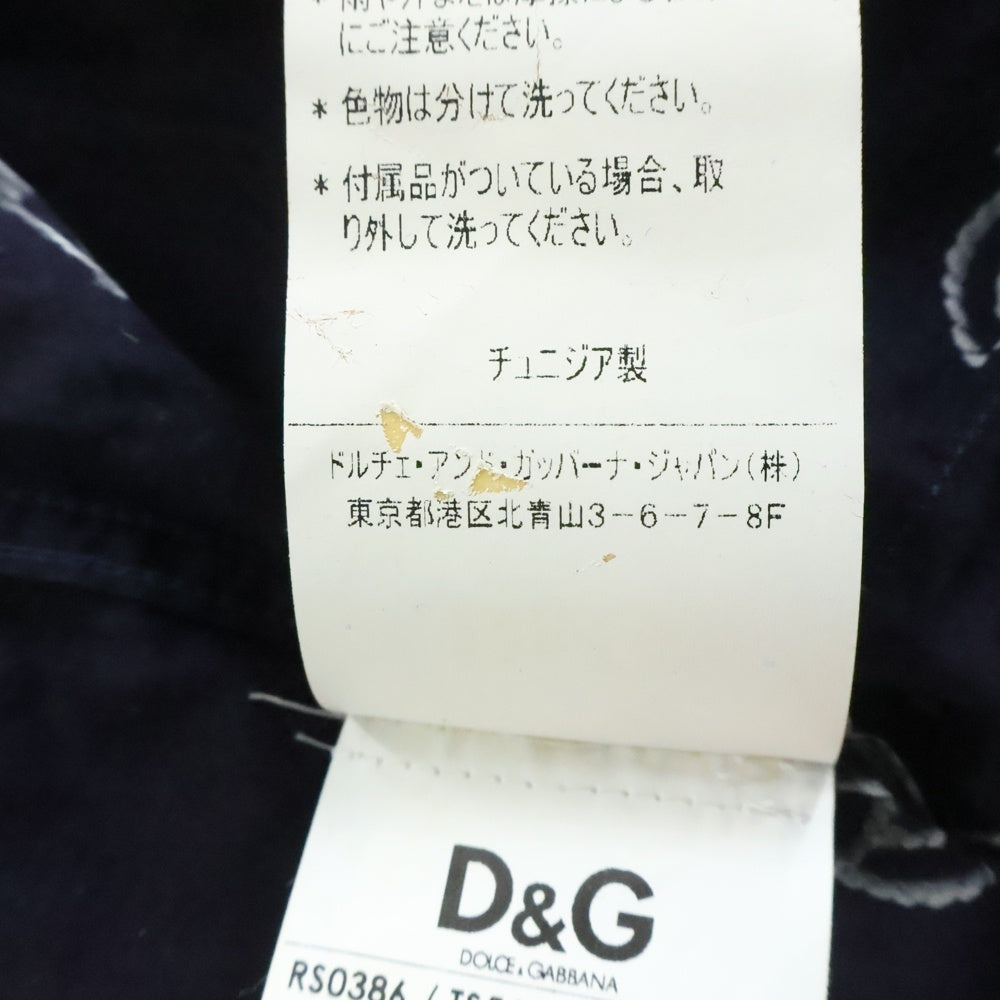 にご注意ください。
* 色物は分けて洗ってください。
* 付属品がついている場合、取
り外して洗ってください。
チュニジア製
ドルチェ・アンド・ガッバーナ・ジャパン(株)
東京都港区北青山3-6-7-8F
D&G
DOLCE & GABBANA
RS0386 /